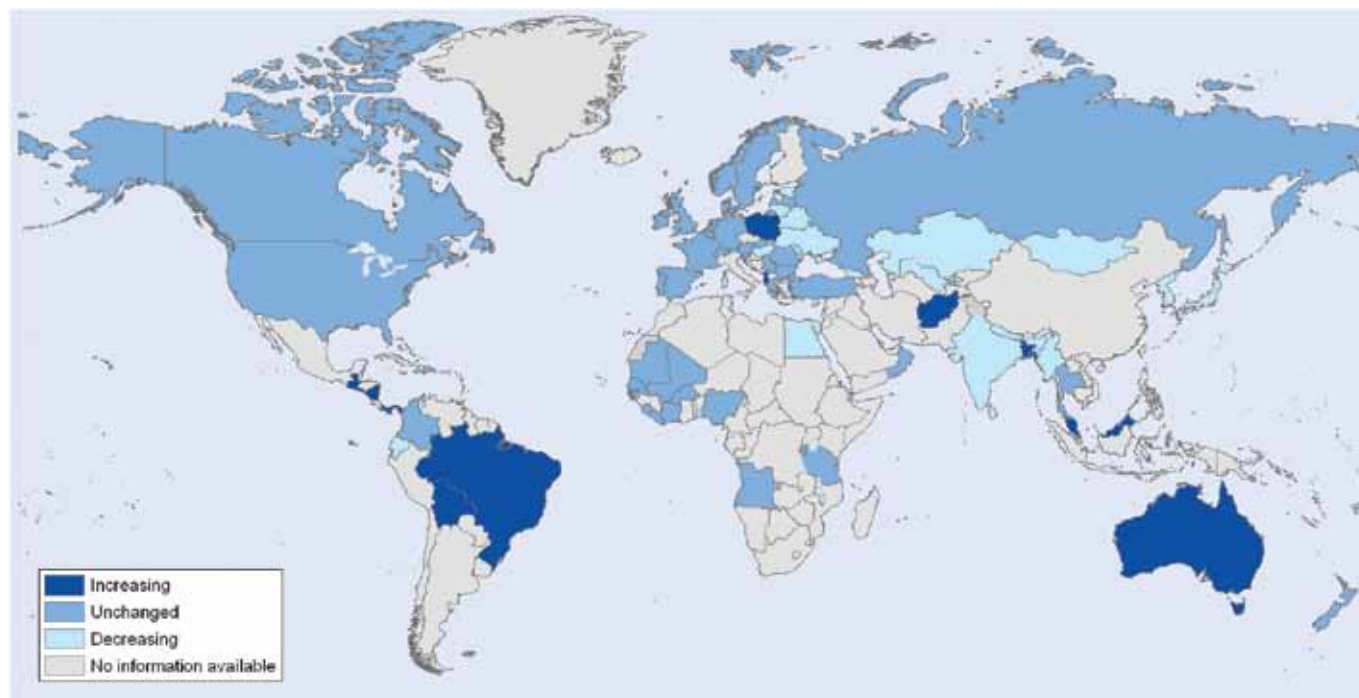 Increasing
Unchanged
Decreasing
No information available